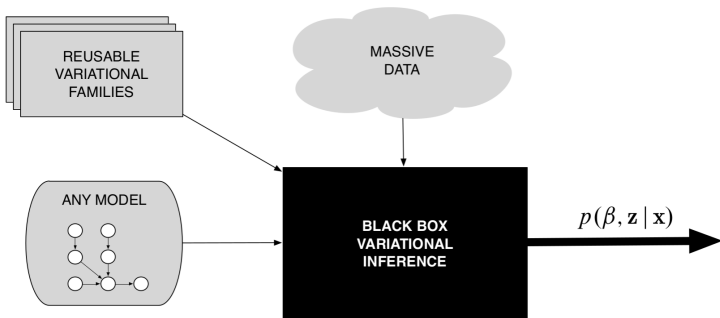 REUSABLE
VARIATIONAL
FAMILIES
MASSIVE
DATA
ANY MODEL
BLACK BOX
VARIATIONAL
INFERENCE
p(β, z | x)